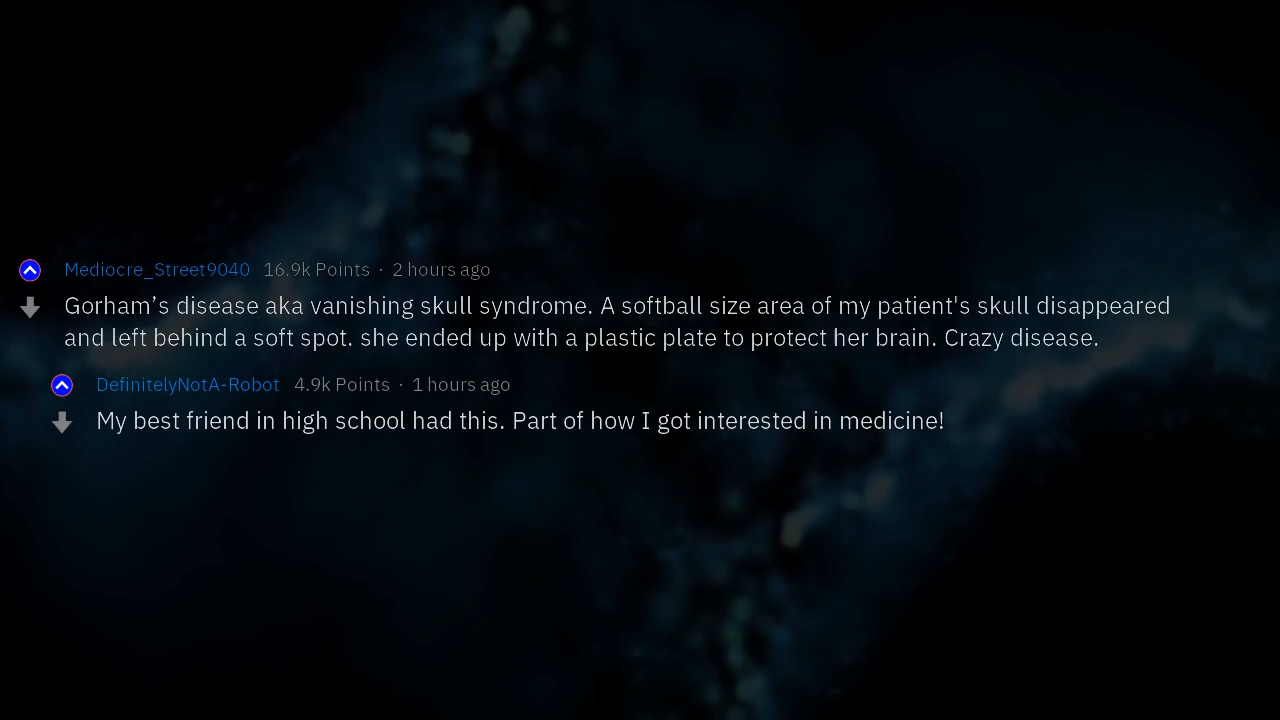 Mediocre_Street9040 16.9k Points · 2 hours ago
Gorham’s disease aka vanishing skull syndrome. A softball size area of my patient's skull disappeared
and left behind a soft spot. she ended up with a plastic plate to protect her brain. Crazy disease.
DefinitelyNotA-Robot 4.9k Points · 1 hours ago
My best friend in high school had this. Part of how I got interested in medicine!